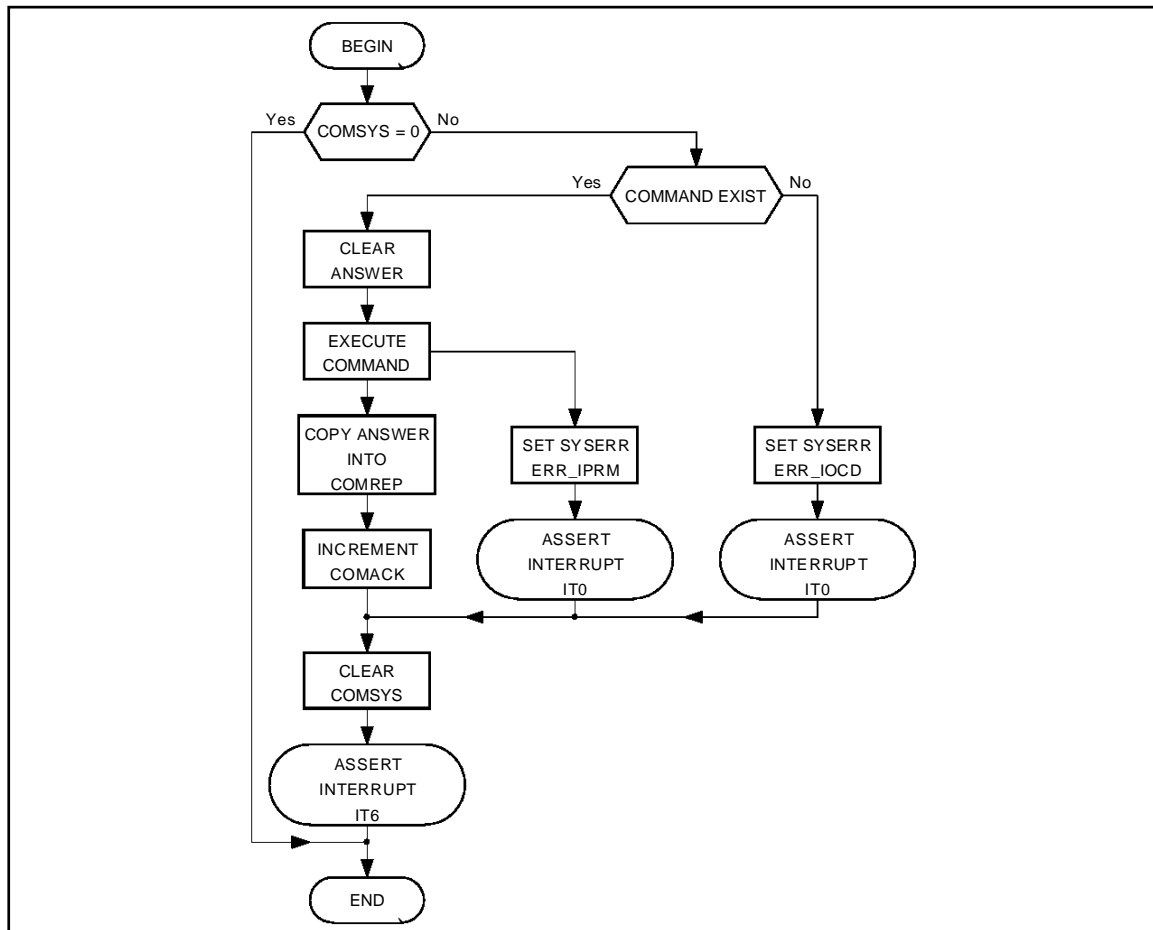 BEGIN
Yes
COMSYS = 0
No
Yes
COMMAND EXIST
No
CLEAR
ANSWER
EXECUTE
COMMAND
COPY ANSWER
INTO
COMREP
SET SYSERR
ERR_IPRM
SET SYSERR
ERR_IOCD
INCREMENT
COMACK
ASSERT
INTERRUPT
IT0
ASSERT
INTERRUPT
IT0
CLEAR
COMSYS
ASSERT
INTERRUPT
IT6
END